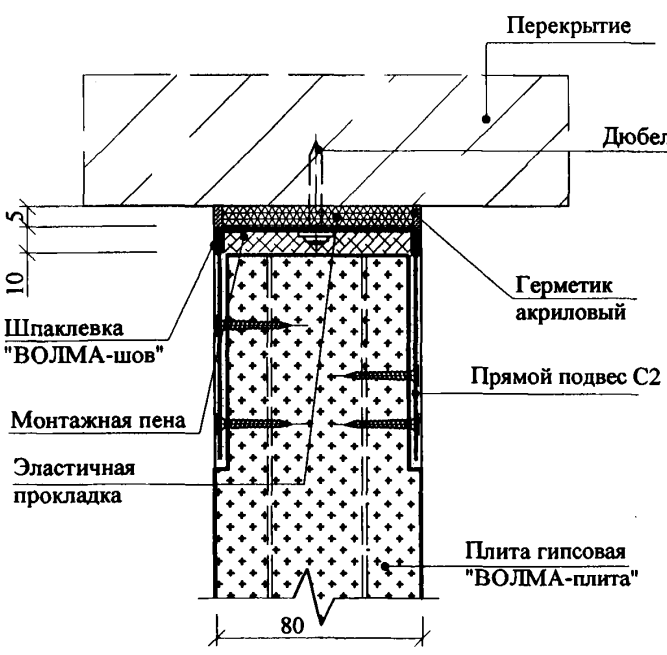 Перекрытие
Дюбел
5
10
Герметик
акриловый
Шпаклевка
"ВОЛМА-шов"
Прямой подвес С2
Монтажная пена
Эластичная
прокладка
Плита гипсовая
"ВОЛМА-плита"
80